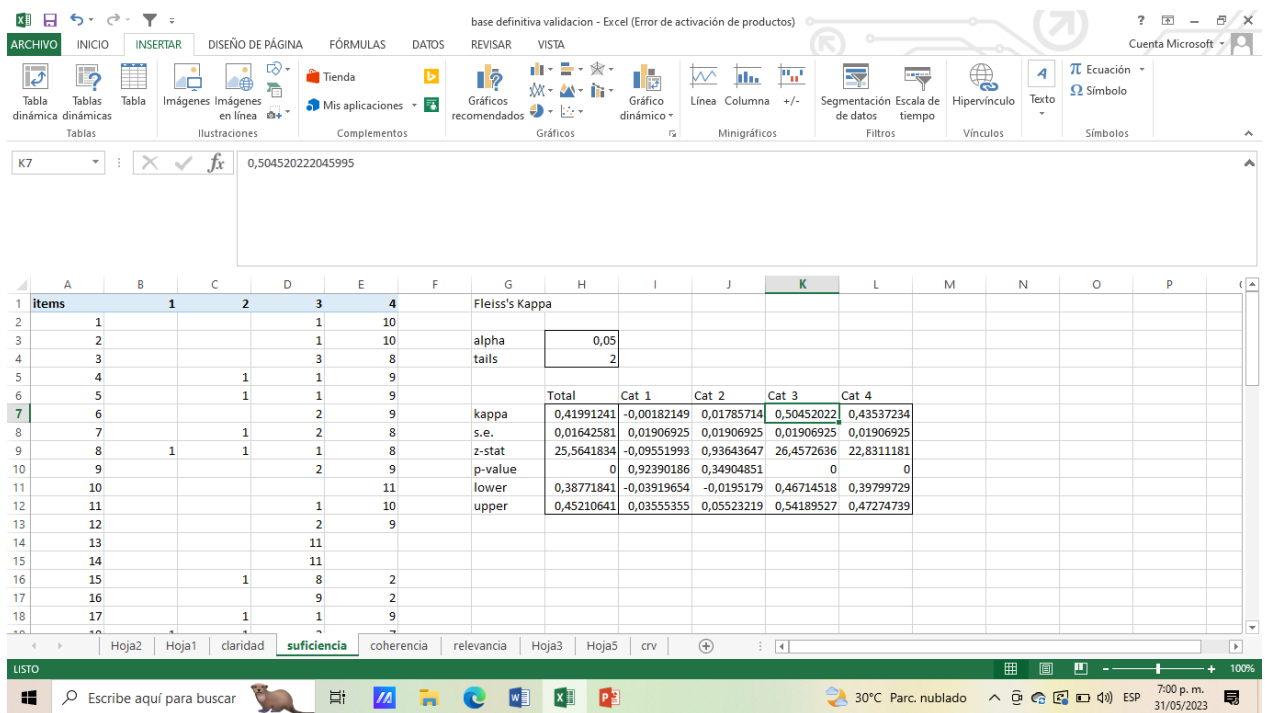 base definitiva validacion - Excel (Error de activación de productos)
ARCHIVO INICIO INSERTAR DISEÑO DE PÁGINA FÓRMULAS DATOS REVISAR VISTA Cuenta Microsoft
Tabla dinámica
Tablas dinámicas
Tabla
Tablas
Imágenes
Imágenes en línea
Ilustraciones
Tienda
Mis aplicaciones
Complementos
Gráficos recomendados
Gráfico dinámico
Gráficos
Línea Columna +/-
Minigráficos
Segmentación de datos
Escala de tiempo
Filtros
Hipervínculo
Vínculos
Texto
π Ecuación
Ω Símbolo
Símbolos
K7 fx 0,504520222045995
A B C D E F G H I J K L M N O P
1 items 1 2 3 4 Fleiss's Kappa
2 1 1 10
3 2 1 10 alpha 0,05
4 3 3 8 tails 2
5 4 1 1 9
6 5 1 1 9 Total Cat 1 Cat 2 Cat 3 Cat 4
7 6 2 9 kappa 0,41991241 -0,00182149 0,01785714 0,50452022 0,43537234
8 7 1 2 8 s.e. 0,01642581 0,01906925 0,01906925 0,01906925 0,01906925
9 8 1 1 1 8 z-stat 25,5641834 -0,09551993 0,93643647 26,4572636 22,8311181
10 9 2 9 p-value 0 0,92390186 0,34904851 0 0
11 10 11 lower 0,38771841 -0,03919654 -0,0195179 0,46714518 0,39799729
12 11 1 10 upper 0,45210641 0,03555355 0,05523219 0,54189527 0,47274739
13 12 2 9
14 13 11
15 14 11
16 15 1 8 2
17 16 9 2
18 17 1 1 9
Hoja2 Hoja1 claridad suficiencia coherencia relevancia Hoja3 Hoja5 crv
LISTO 100%
Escribe aquí para buscar 30°C Parc. nublado ESP 7:00 p. m.
31/05/2023